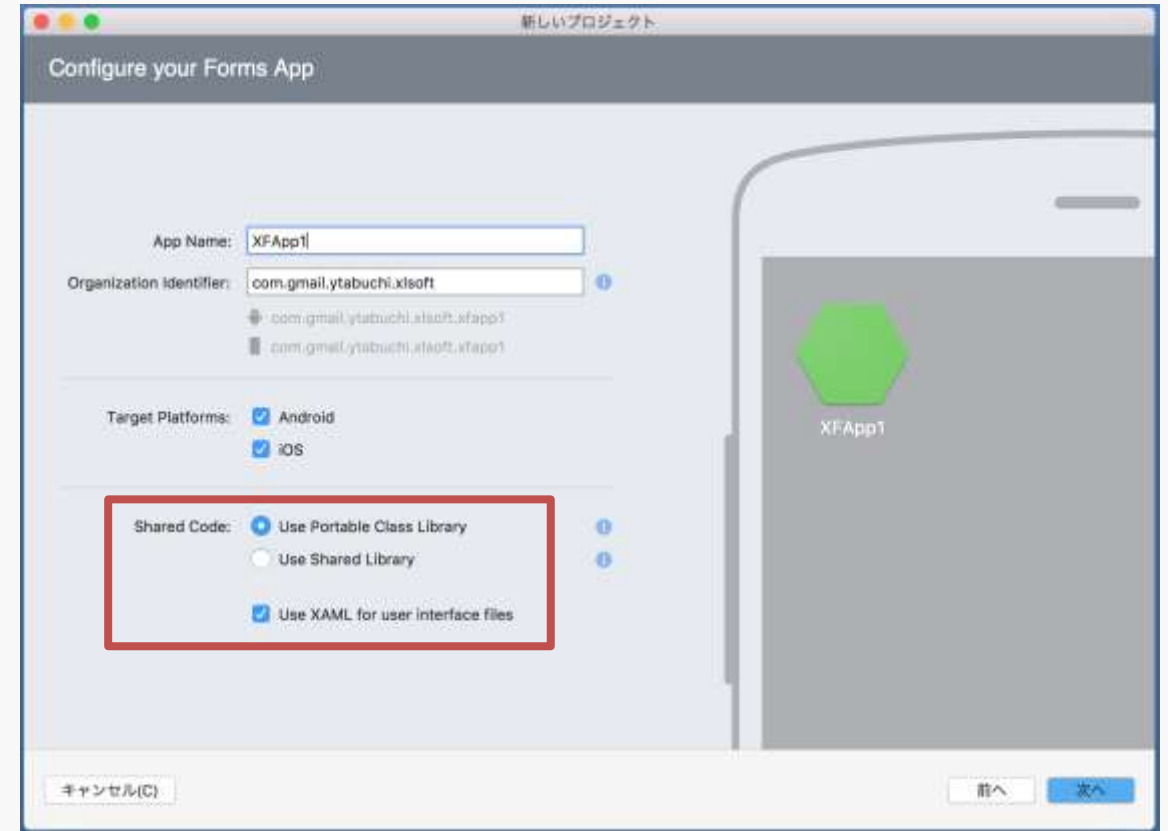 新しいプロジェクト
Configure your Forms App
App Name: XFApp1
Organization Identifier: com.gmail.ytabuchi.xlsoft
com.gmail.ytabuchi.xlsoft.xfapp1
com.gmail.ytabuchi.xlsoft.xfapp1
XFApp1
Target Platforms: Android
iOS
Shared Code: Use Portable Class Library
Use Shared Library
Use XAML for user interface files
キャンセル(C)
前へ
次へ